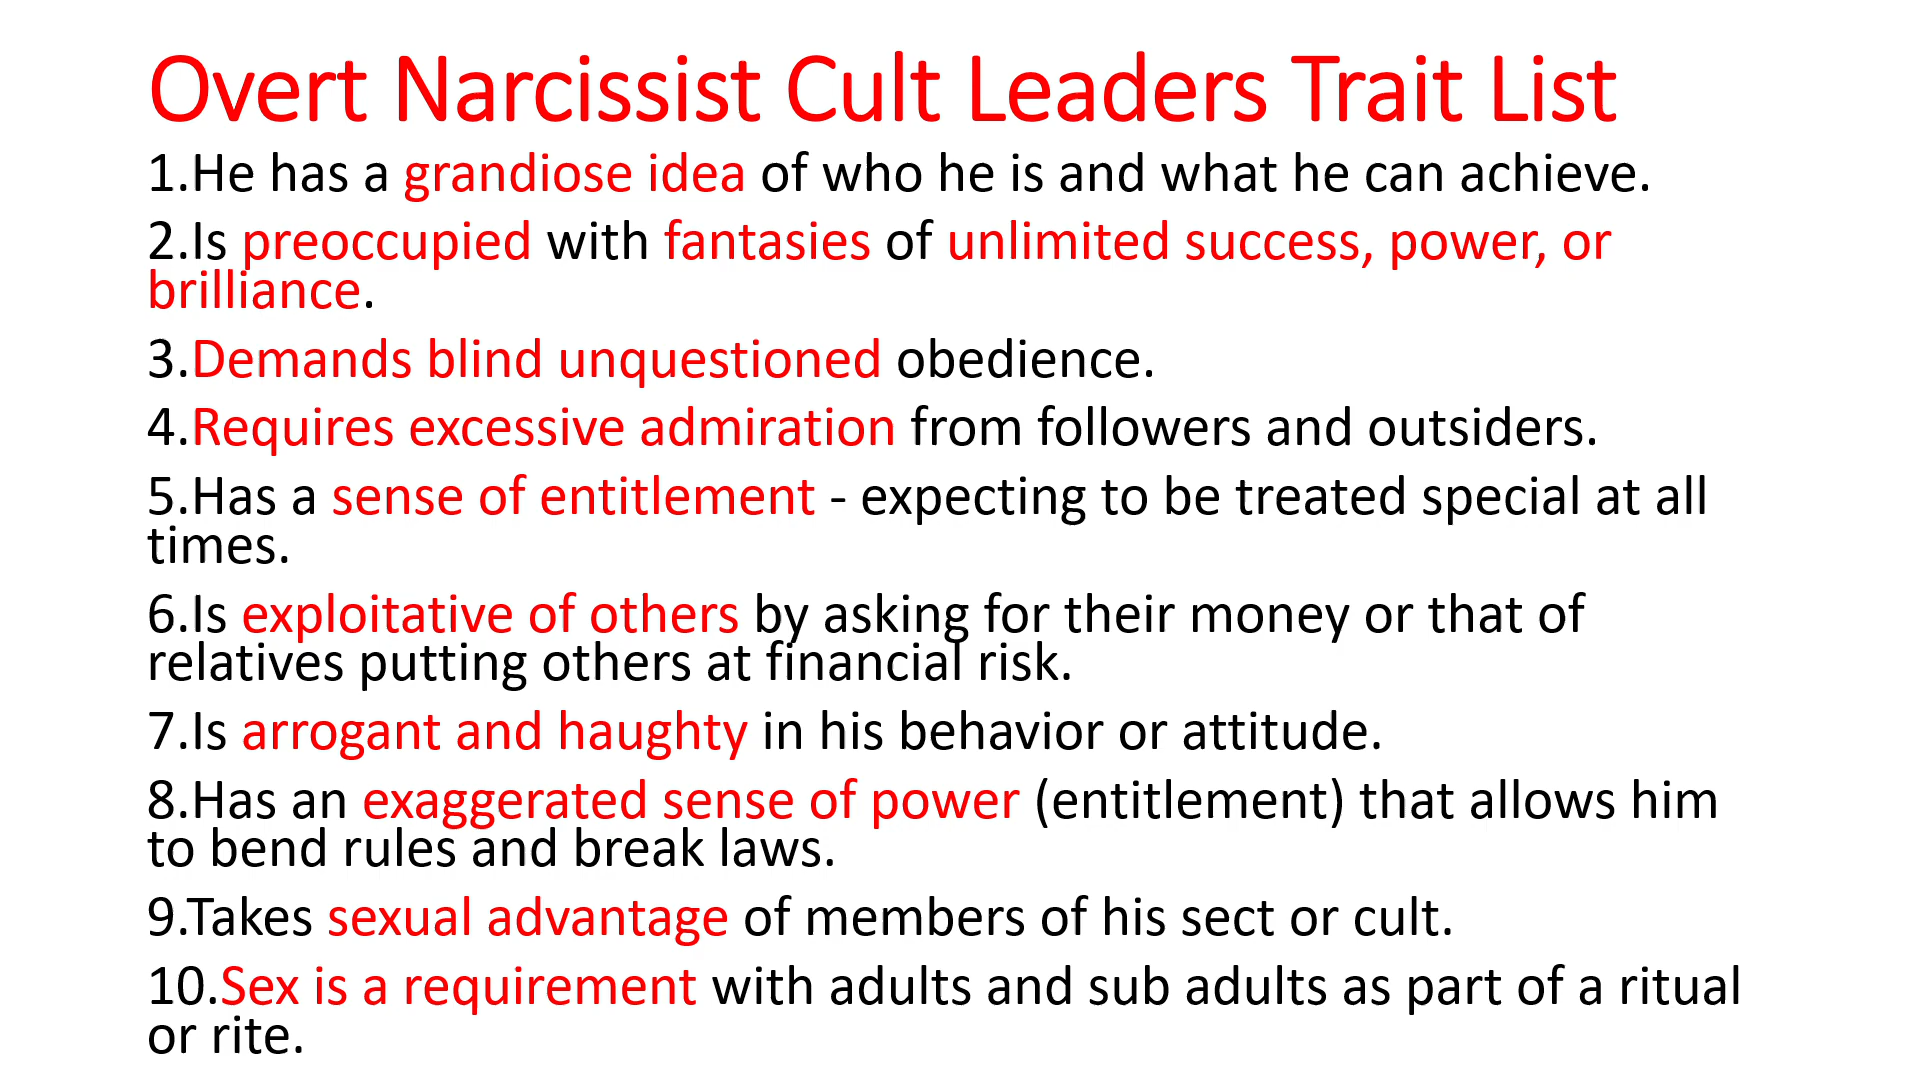 Overt Narcissist Cult Leaders Trait List
1.He has a grandiose idea of who he is and what he can achieve.
2.Is preoccupied with fantasies of unlimited success, power, or
brilliance.
3.Demands blind unquestioned obedience.
4.Requires excessive admiration from followers and outsiders.
5.Has a sense of entitlement - expecting to be treated special at all
times.
6.Is exploitative of others by asking for their money or that of
relatives putting others at financial risk.
7.Is arrogant and haughty in his behavior or attitude.
8.Has an exaggerated sense of power (entitlement) that allows him
to bend rules and break laws.
9.Takes sexual advantage of members of his sect or cult.
10.Sex is a requirement with adults and sub adults as part of a ritual
or rite.